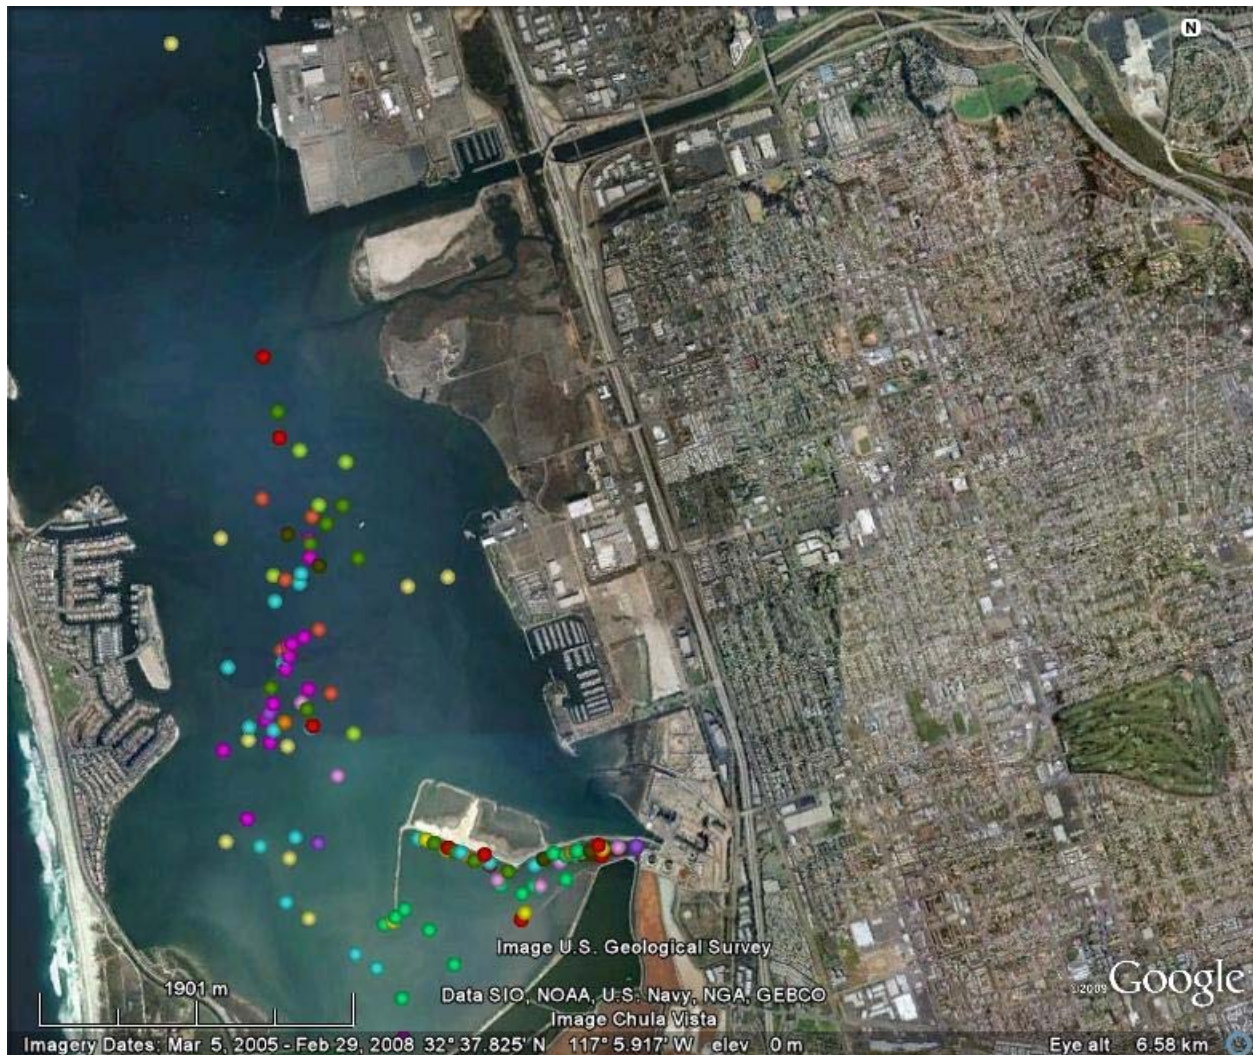 N
Image U.S. Geological Survey
1901 m
Data SIO, NOAA, U.S. Navy, NGA, GEBCO
©2009 Google
Image Chula Vista
Imagery Dates: Mar 5, 2005 - Feb 29, 2008 32° 37.825' N 117° 5.917' W elev 0 m Eye alt 6.58 km